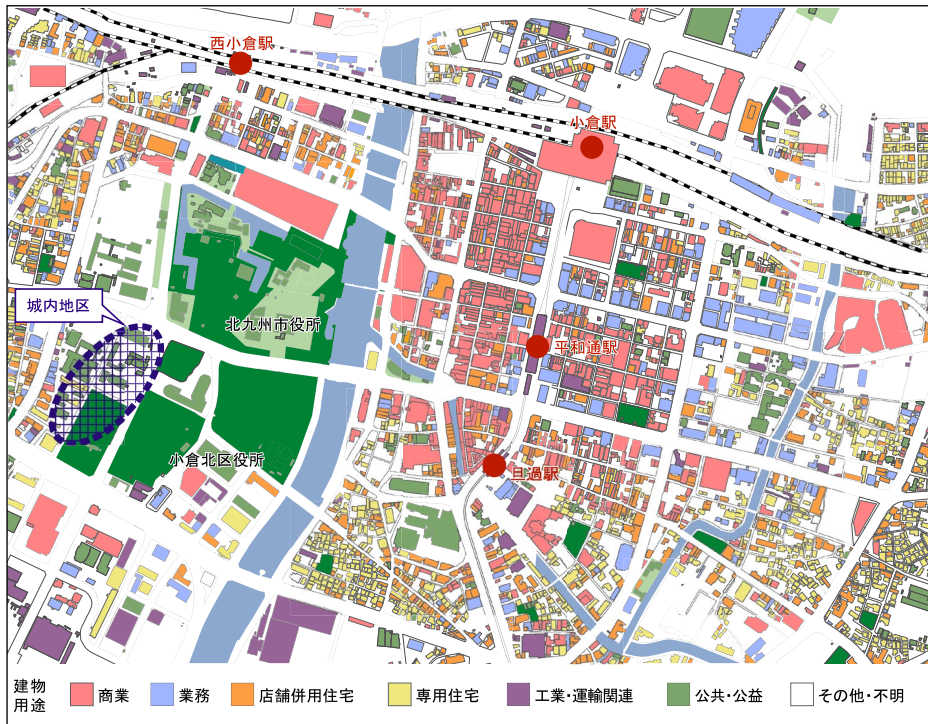 西小倉駅
小倉駅
城内地区
北九州市役所
平和通駅
小倉北区役所
旦過駅
建物
用途
商業
業務
店舗併用住宅
専用住宅
工業・運輸関連
公共・公益
その他・不明